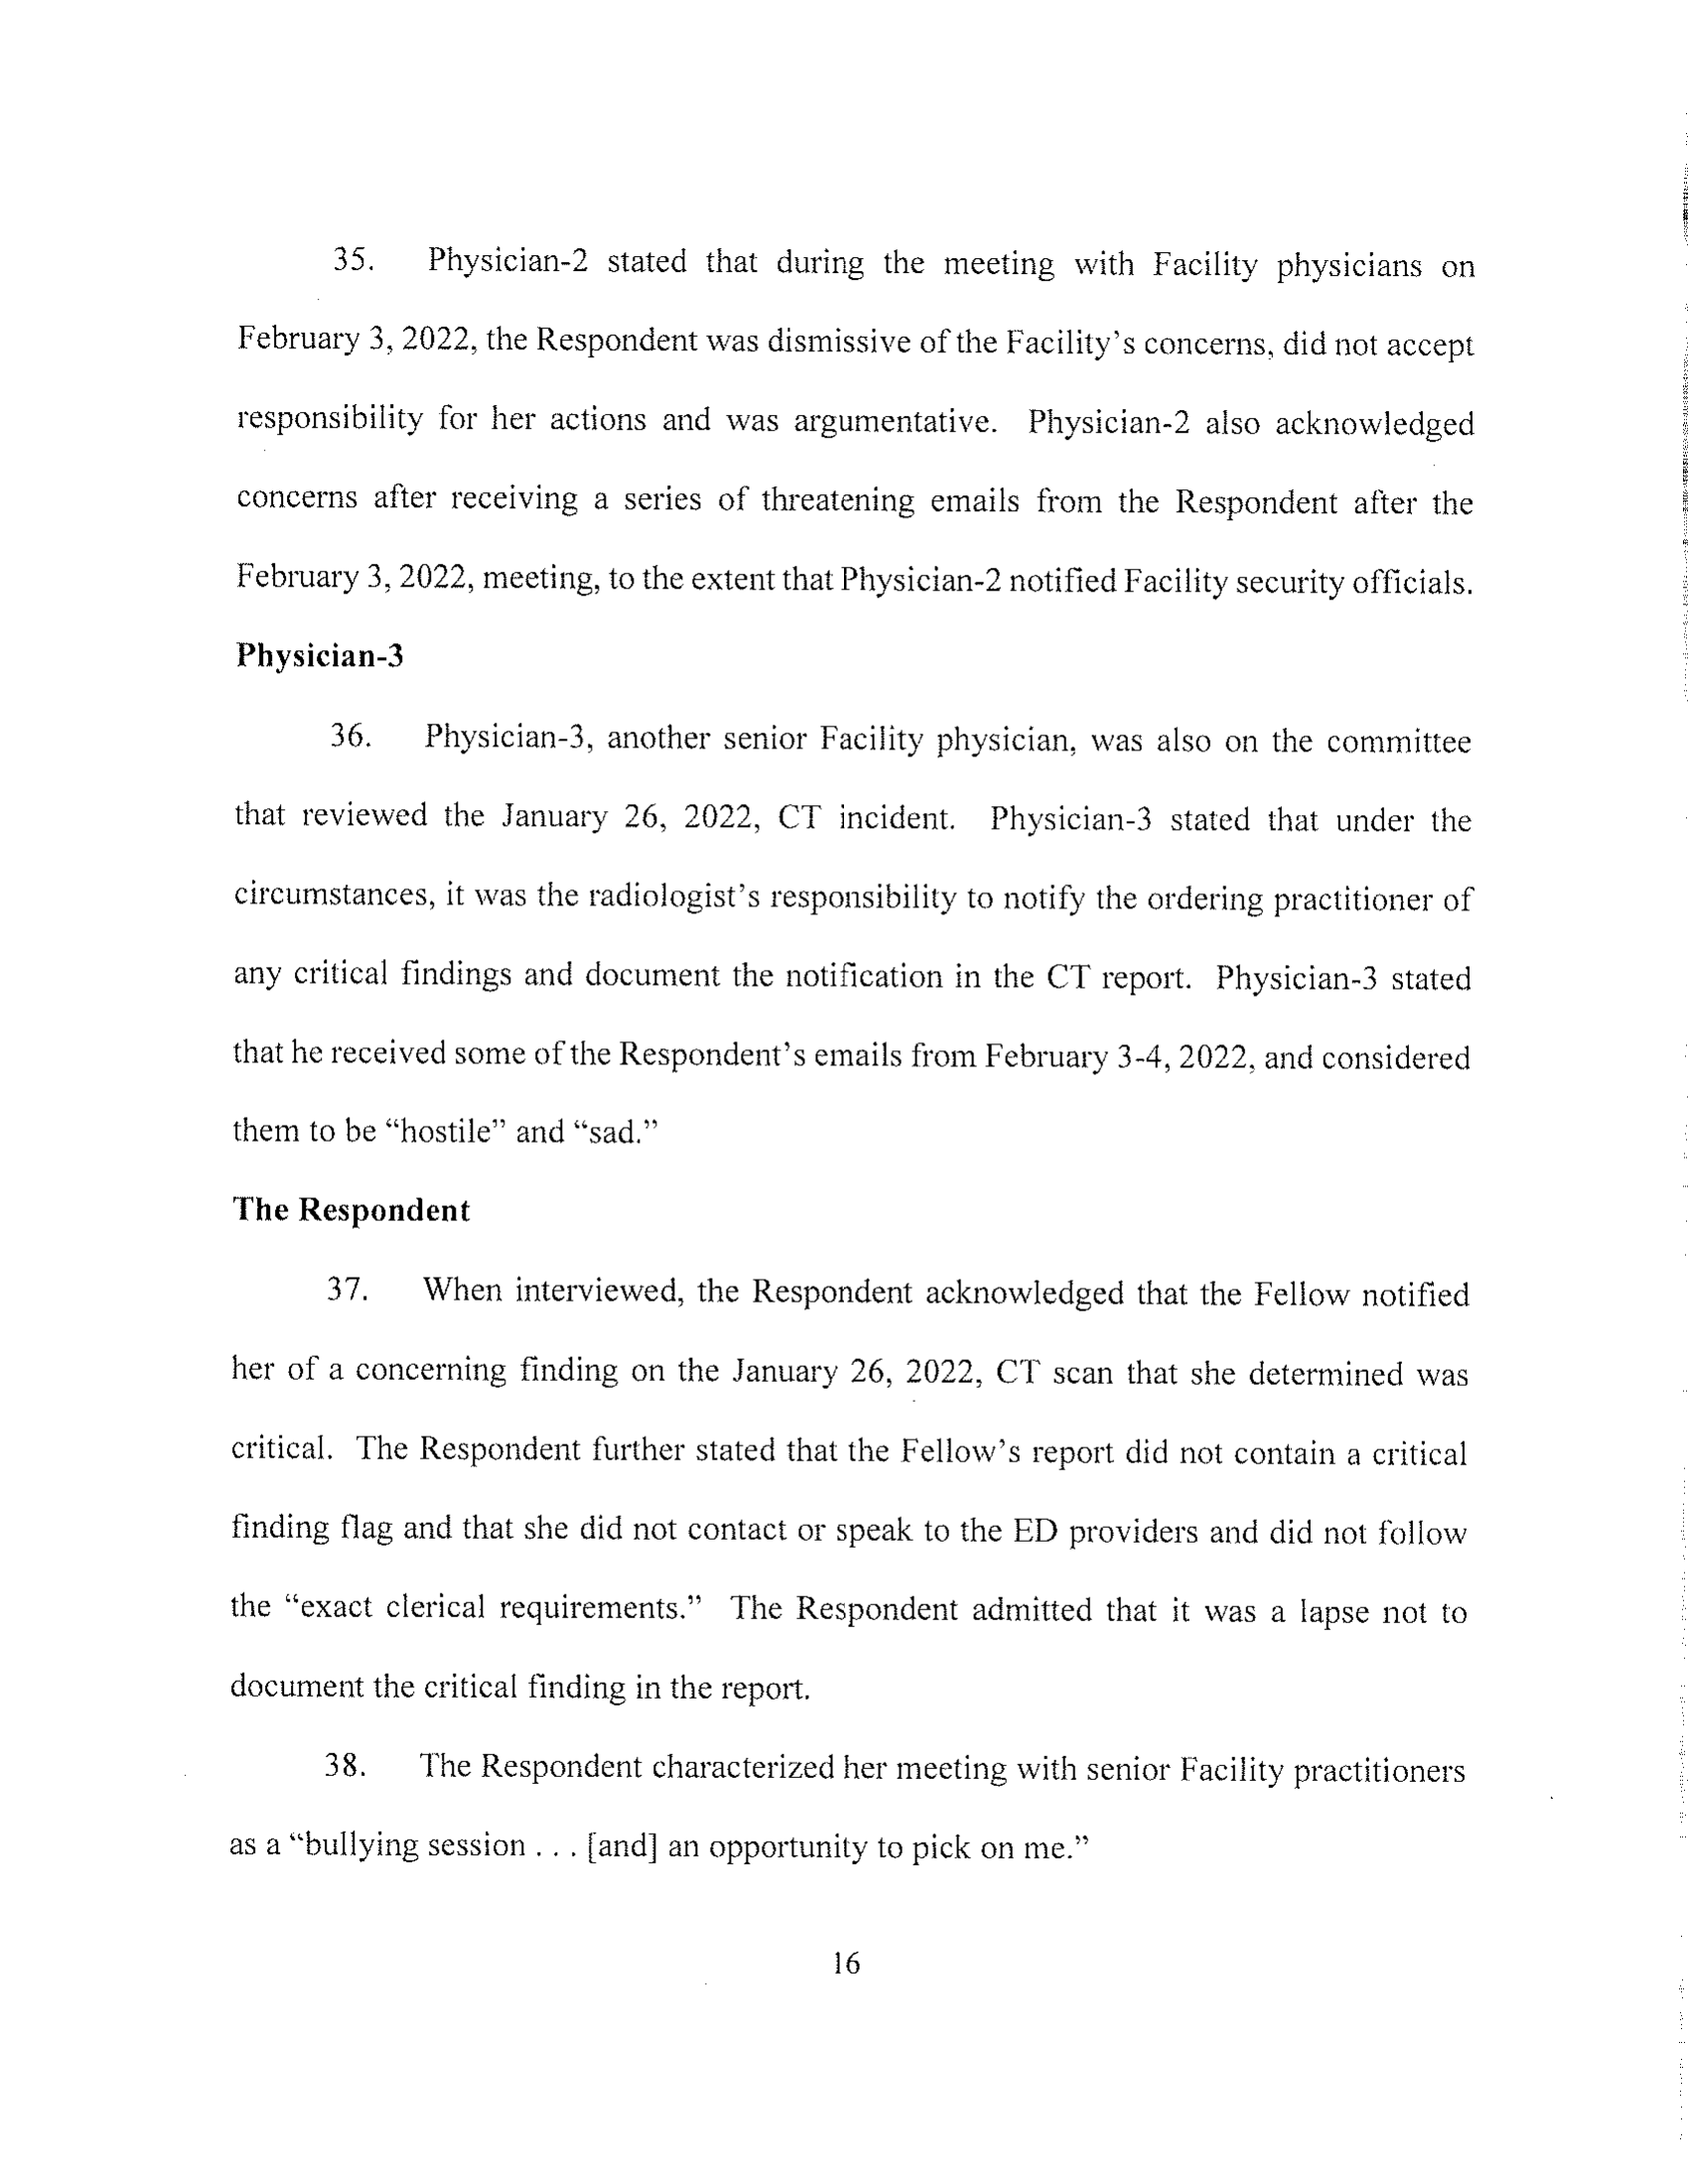 35. Physician-2 stated that during the meeting with Facility physicians on
February 3, 2022, the Respondent was dismissive of the Facility's concerns, did not accept
responsibility for her actions and was argumentative. Physician-2 also acknowledged
concerns after receiving a series of threatening emails from the Respondent after the
February 3, 2022, meeting, to the extent that Physician-2 notified Facility security officials.
Physician-3
36. Physician-3, another senior Facility physician, was also on the committee
that reviewed the January 26, 2022, CT incident. Physician-3 stated that under the
circumstances, it was the radiologist's responsibility to notify the ordering practitioner of
any critical findings and document the notification in the CT report. Physician-3 stated
that he received some of the Respondent's emails from February 3-4, 2022, and considered
them to be “hostile” and “sad.”
The Respondent
37. When interviewed, the Respondent acknowledged that the Fellow notified
her of a concerning finding on the January 26, 2022, CT scan that she determined was
critical. The Respondent further stated that the Fellow's report did not contain a critical
finding flag and that she did not contact or speak to the ED providers and did not follow
the “exact clerical requirements.” The Respondent admitted that it was a lapse not to
document the critical finding in the report.
38. The Respondent characterized her meeting with senior Facility practitioners
as a “bullying session . . . [and] an opportunity to pick on me.”
16